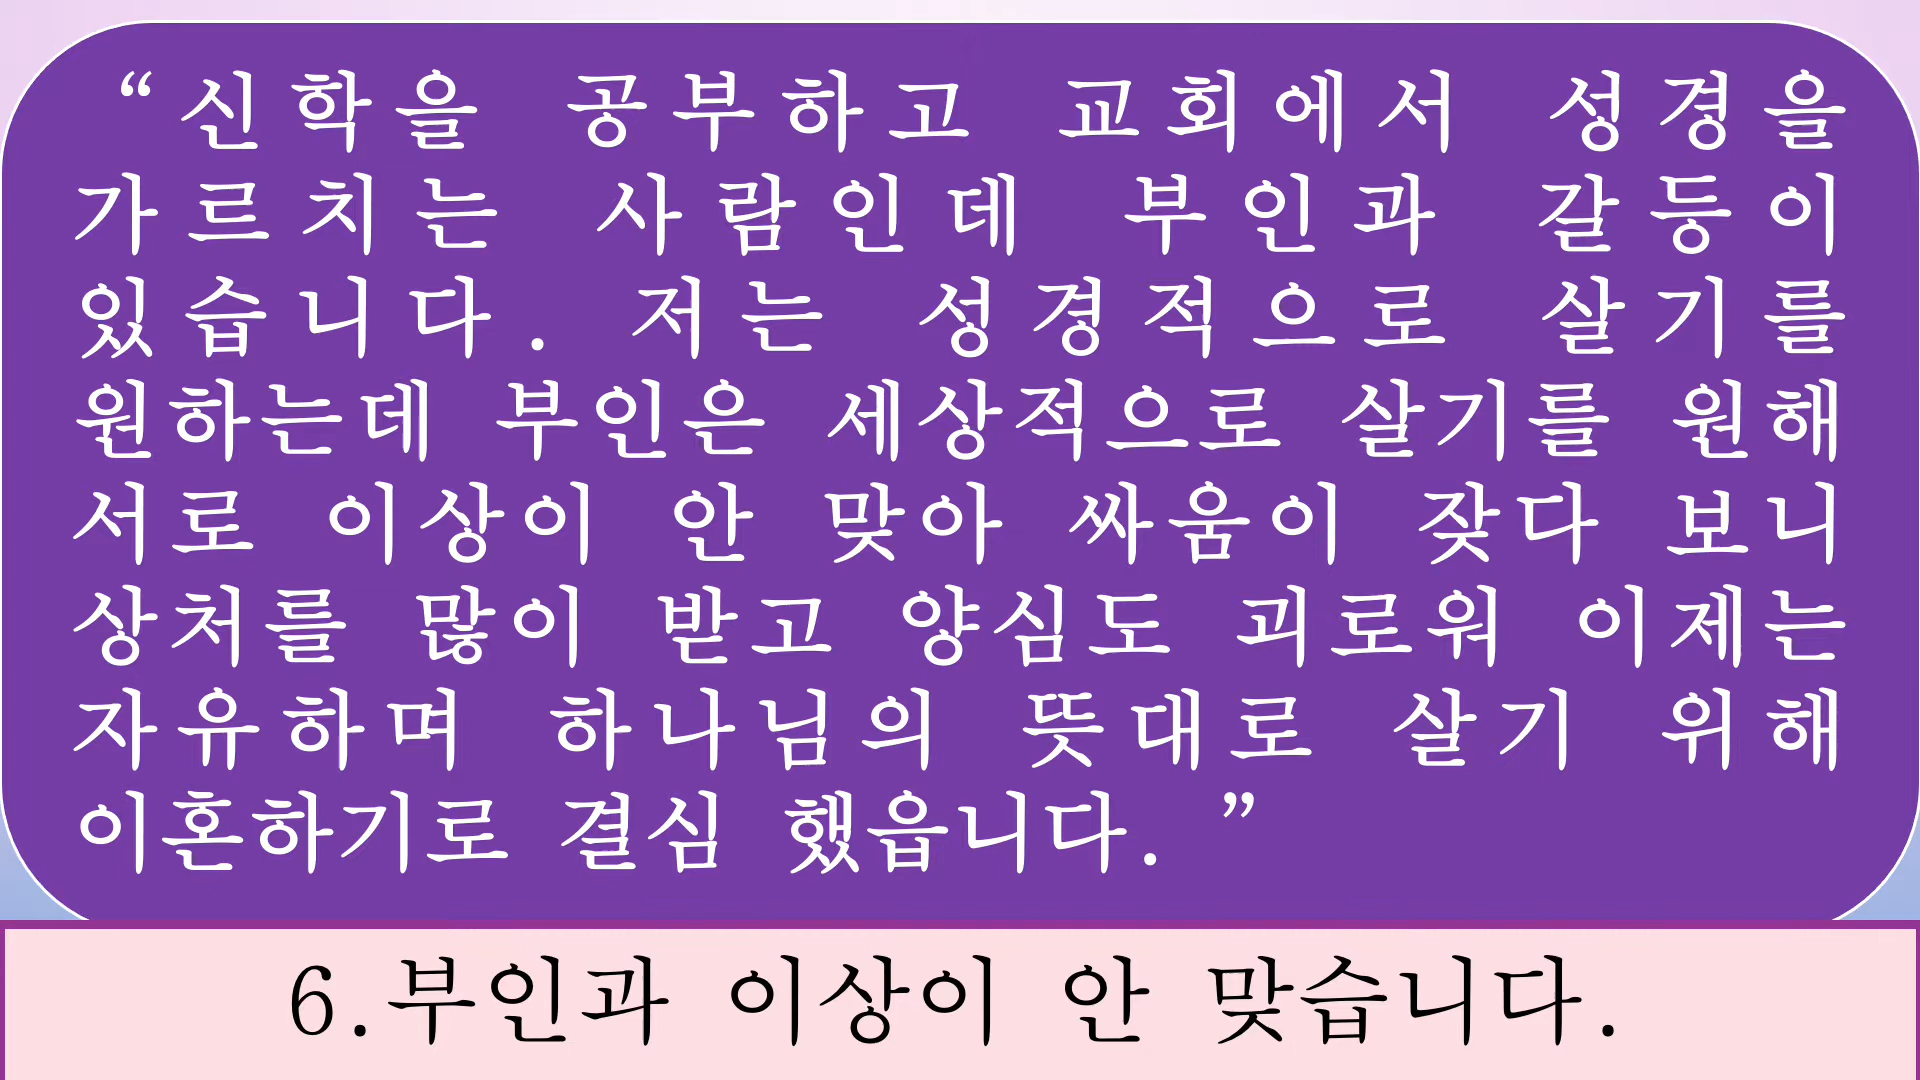 “신학을 공부하고 교회에서 성경을
가르치는 사람인데 부인과 갈등이
있습니다. 저는 성경적으로 살기를
원하는데 부인은 세상적으로 살기를 원해
서로 이상이 안 맞아 싸움이 잦다 보니
상처를 많이 받고 양심도 괴로워 이제는
자유하며 하나님의 뜻대로 살기 위해
이혼하기로 결심 했읍니다. ”
6.부인과 이상이 안 맞습니다.